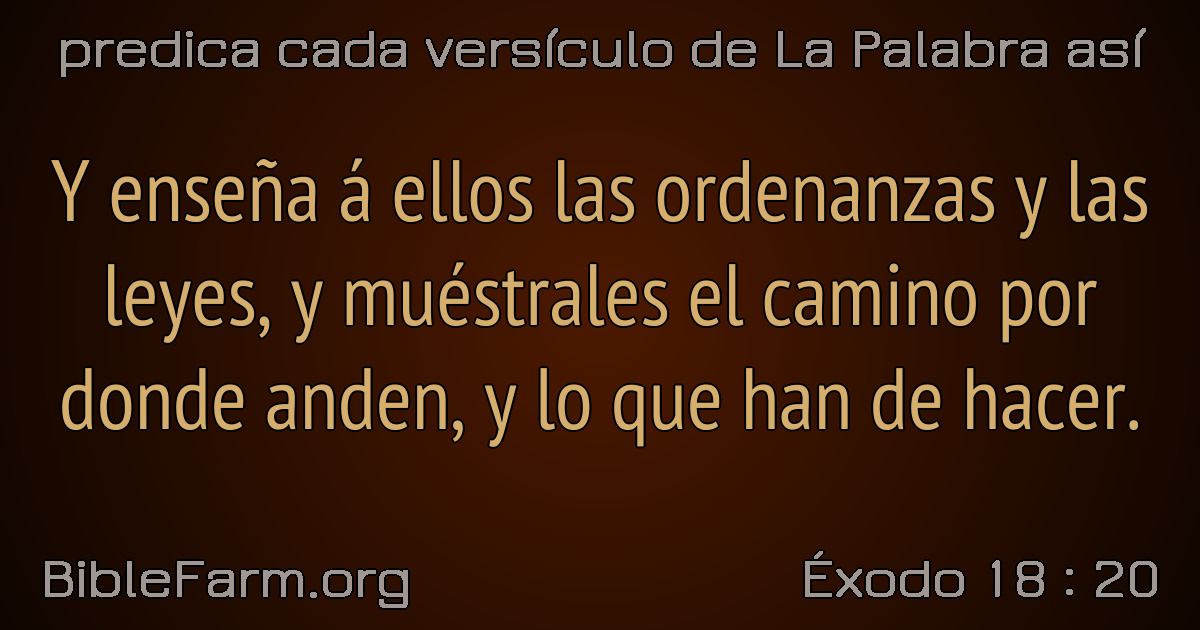 predica cada versículo de La Palabra así
Y enseña á ellos las ordenanzas y las
leyes, y muéstrales el camino por
donde anden, y lo que han de hacer.
BibleFarm.org
Éxodo 18 : 20